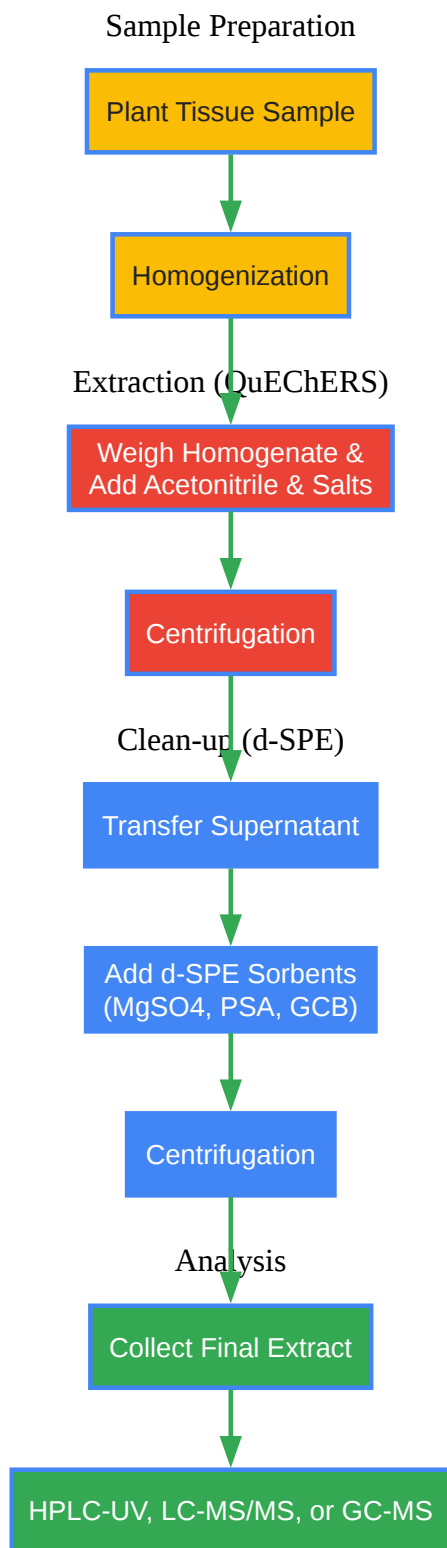 Sample Preparation
Plant Tissue Sample
Homogenization
Extraction (QuEChERS)
Weigh Homogenate &
Add Acetonitrile & Salts
Centrifugation
Clean-up (d-SPE)
Transfer Supernatant
Add d-SPE Sorbents
(MgSO4, PSA, GCB)
Centrifugation
Analysis
Collect Final Extract
HPLC-UV, LC-MS/MS, or GC-MS